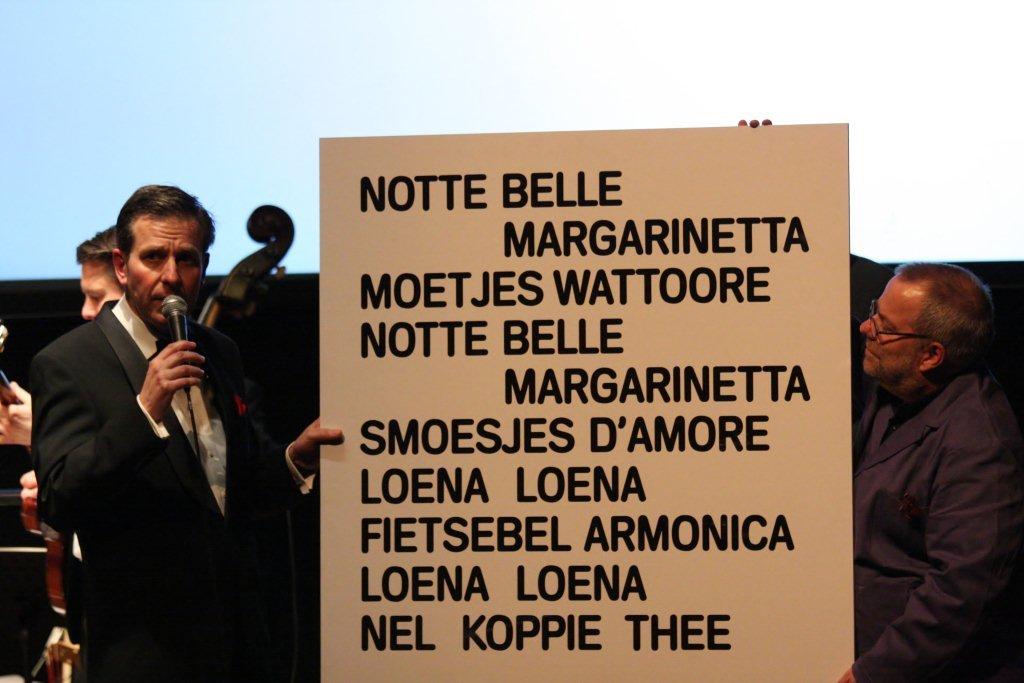 NOTTE BELLE
MARGARINETTA
MOETJES WATTOORE
NOTTE BELLE
MARGARINETTA
SMOESJES D'AMORE
LOENA LOENA
FIETSEBEL ARMONICA
LOENA LOENA
NEL KOPPIE THEE